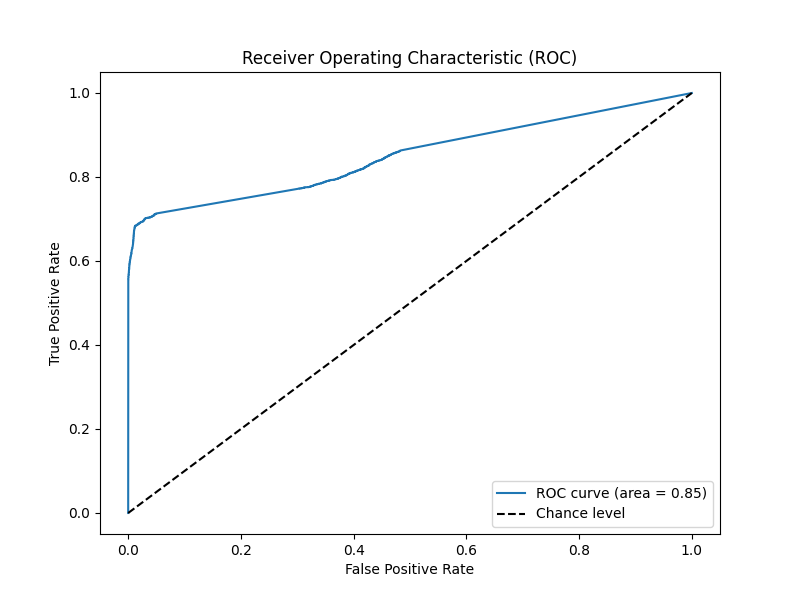 Receiver Operating Characteristic (ROC)
1.0
0.8
0.6
0.4
0.2
0.0
True Positive Rate
ROC curve (area = 0.85)
Chance level
0.0 0.2 0.4 0.6 0.8 1.0
False Positive Rate